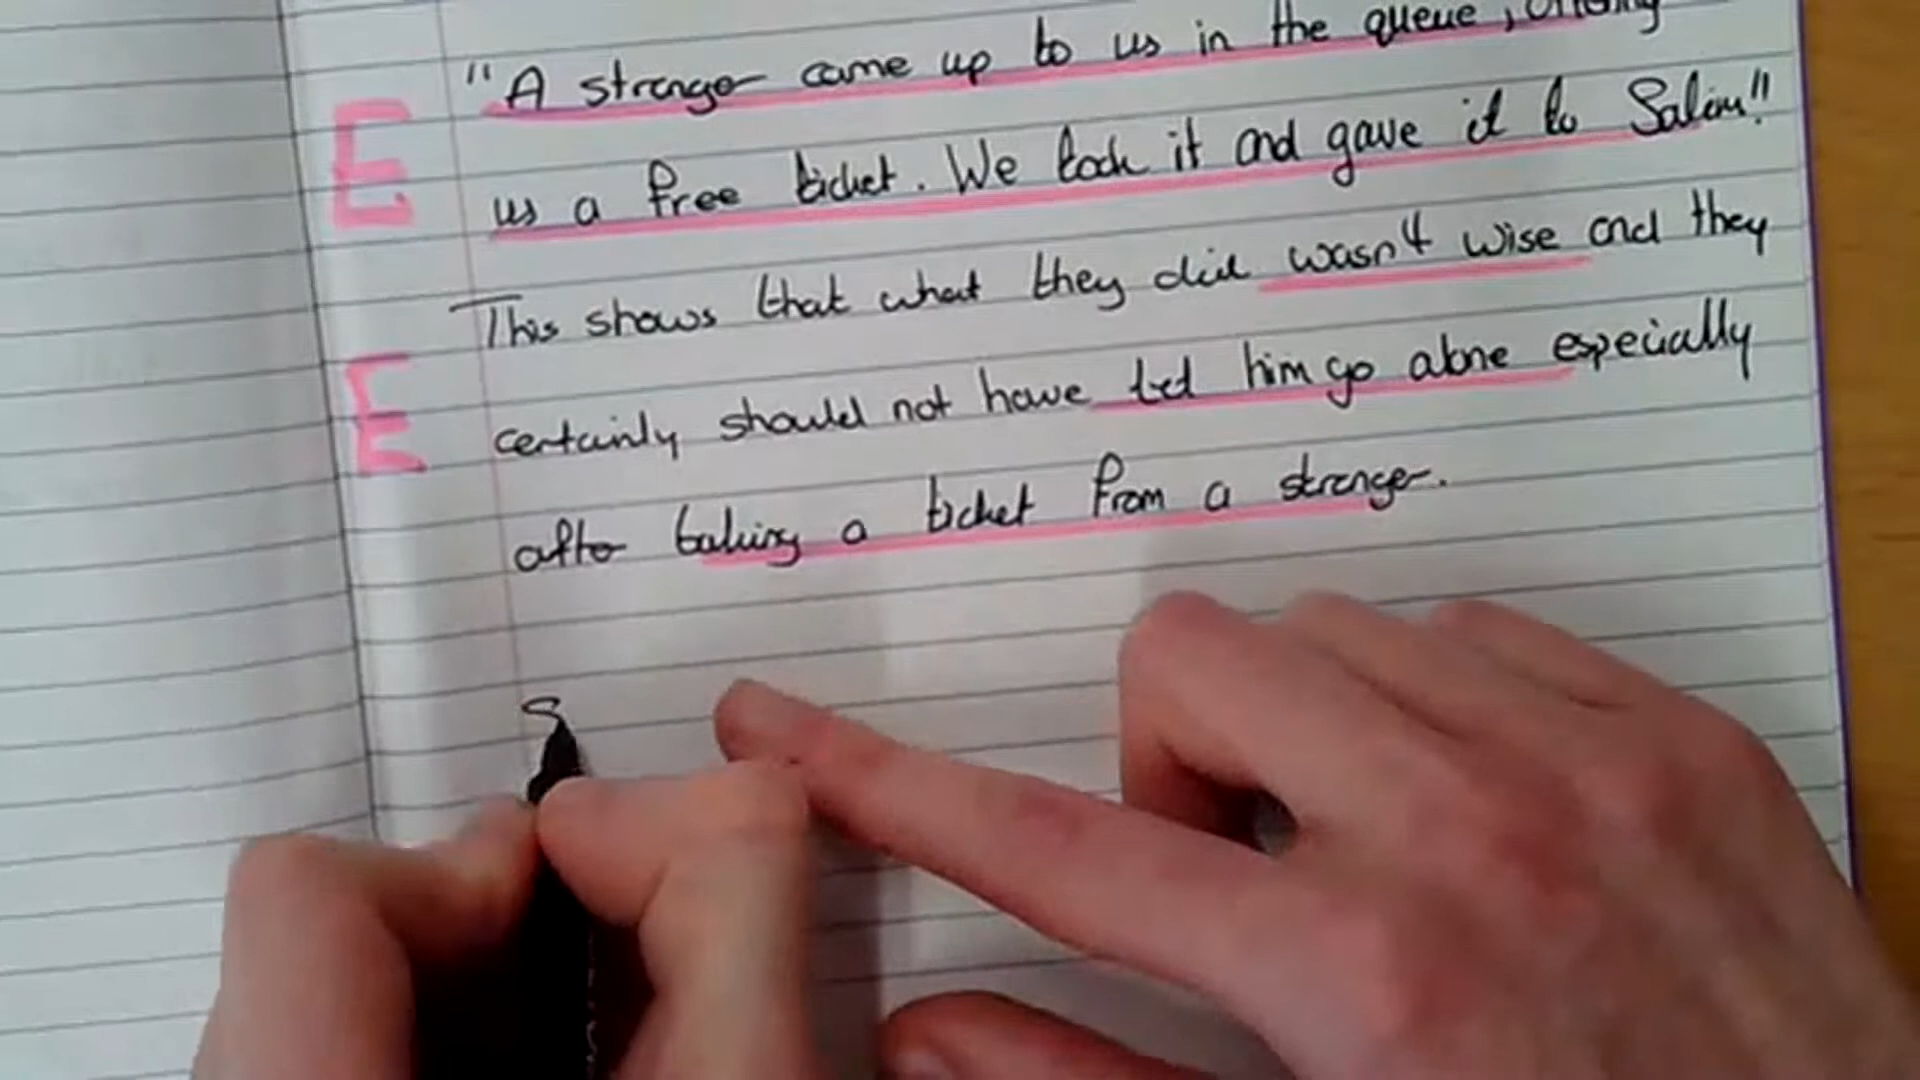 "A stranger came up to us in the queue, offering
E
us a free ticket. We took it and gave it to Salim."
This shows that what they did wasn't wise and they
E
certainly should not have let him go alone especially
after taking a ticket from a stranger.
S